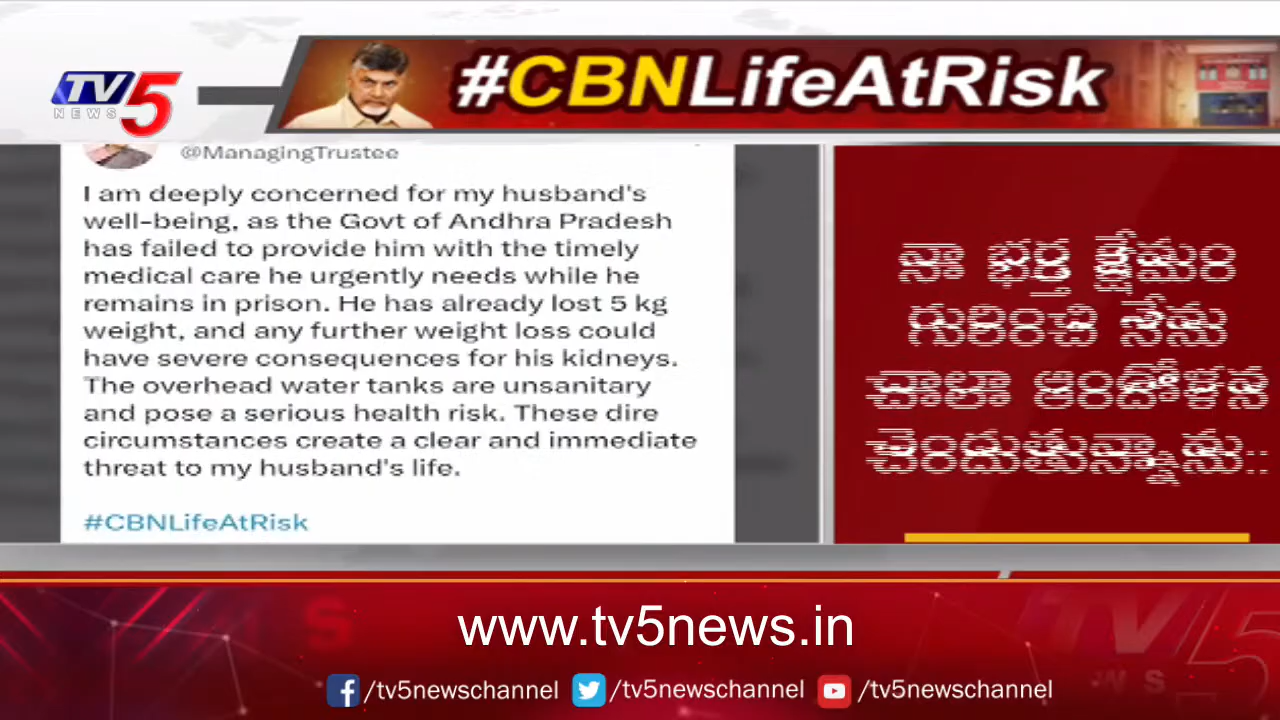 TV5
NEWS
#CBNLifeAtRisk
@ManagingTrustee
I am deeply concerned for my husband's
well-being, as the Govt of Andhra Pradesh
has failed to provide him with the timely
medical care he urgently needs while he
remains in prison. He has already lost 5 kg
weight, and any further weight loss could
have severe consequences for his kidneys.
The overhead water tanks are unsanitary
and pose a serious health risk. These dire
circumstances create a clear and immediate
threat to my husband's life.
#CBNLifeAtRisk
నా భర్త క్షేమం
గురించి నేను
చాలా ఆందోళన
చెందుతున్నాను..
www.tv5news.in
/tv5newschannel /tv5newschannel /tv5newschannel